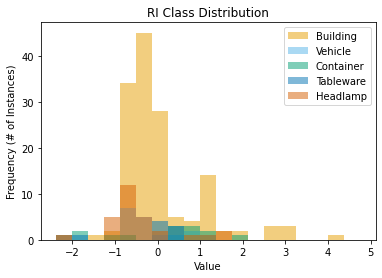 RI Class Distribution
Frequency (# of Instances)
40
30
20
10
0
Building
Vehicle
Container
Tableware
Headlamp
−2 −1 0 1 2 3 4 5
Value